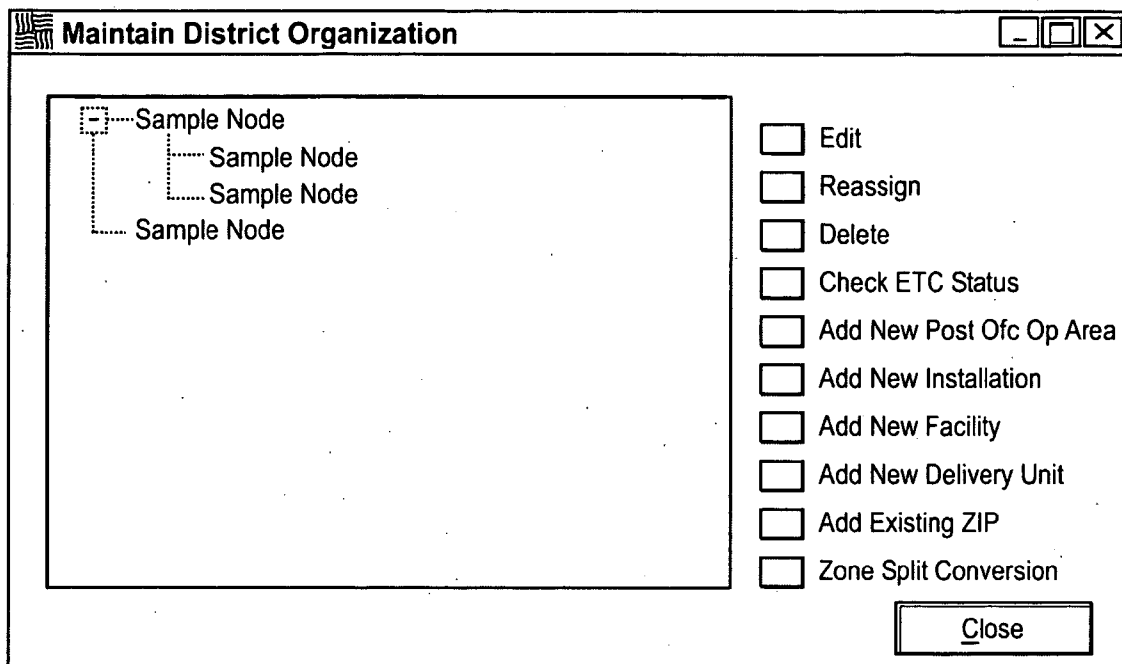 Maintain District Organization
Sample Node
Sample Node
Sample Node
Sample Node
Edit
Reassign
Delete
Check ETC Status
Add New Post Ofc Op Area
Add New Installation
Add New Facility
Add New Delivery Unit
Add Existing ZIP
Zone Split Conversion
Close